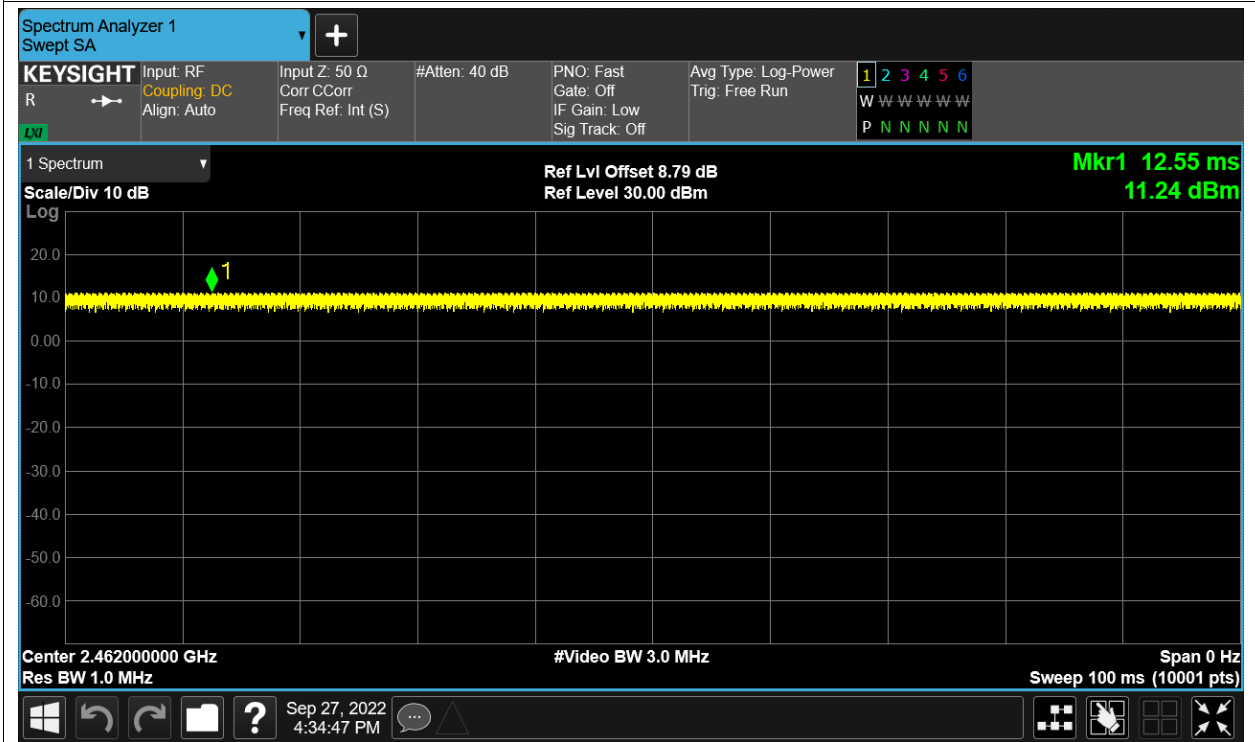 Spectrum Analyzer 1
Swept SA
KEYSIGHT
R
LXI
Input: RF
Coupling: DC
Align: Auto
Input Z: 50 Ω
Corr CCorr
Freq Ref: Int (S)
#Atten: 40 dB
PNO: Fast
Gate: Off
IF Gain: Low
Sig Track: Off
Avg Type: Log-Power
Trig: Free Run
1 2 3 4 5 6
W W W W W W
P N N N N N
1 Spectrum
Scale/Div 10 dB
Log
Ref Lvl Offset 8.79 dB
Ref Level 30.00 dBm
Mkr1 12.55 ms
11.24 dBm
20.0
1
10.0
0.00
-10.0
-20.0
-30.0
-40.0
-50.0
-60.0
Center 2.462000000 GHz
Res BW 1.0 MHz
#Video BW 3.0 MHz
Span 0 Hz
Sweep 100 ms (10001 pts)
?
Sep 27, 2022
4:34:47 PM